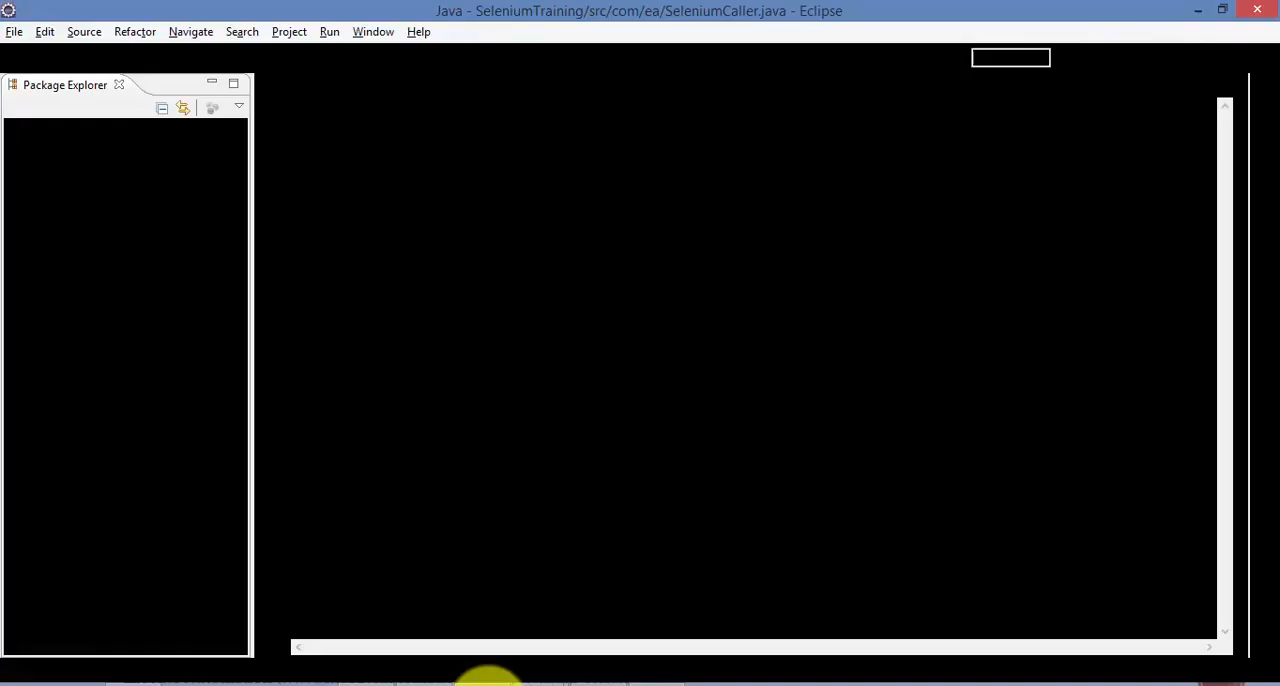 Java - SeleniumTraining/src/com/ea/SeleniumCaller.java - Eclipse
File Edit Source Refactor Navigate Search Project Run Window Help
Package Explorer